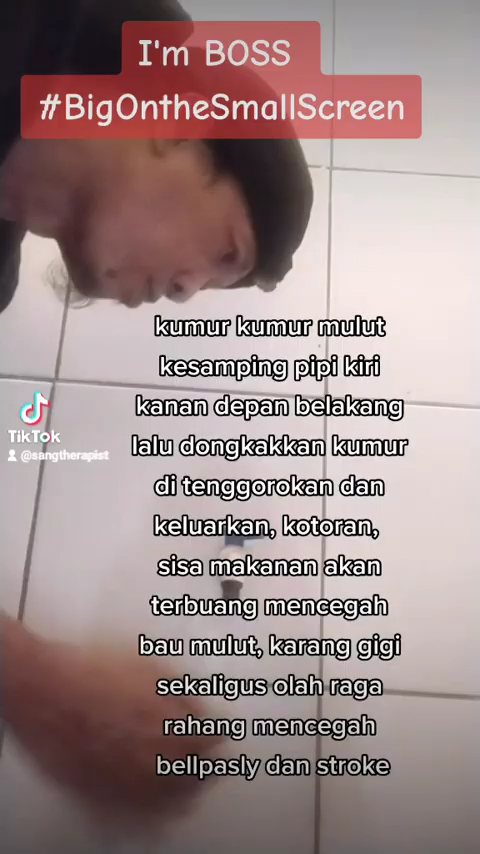 I'm BOSS
#BigOntheSmallScreen
kumur kumur mulut
kesamping pipi kiri
kanan depan belakang
lalu dongkakkan kumur
di tenggorokan dan
keluarkan, kotoran,
sisa makanan akan
terbuang mencegah
bau mulut, karang gigi
sekaligus olah raga
rahang mencegah
bellpasly dan stroke
TikTok
@sangtherapist